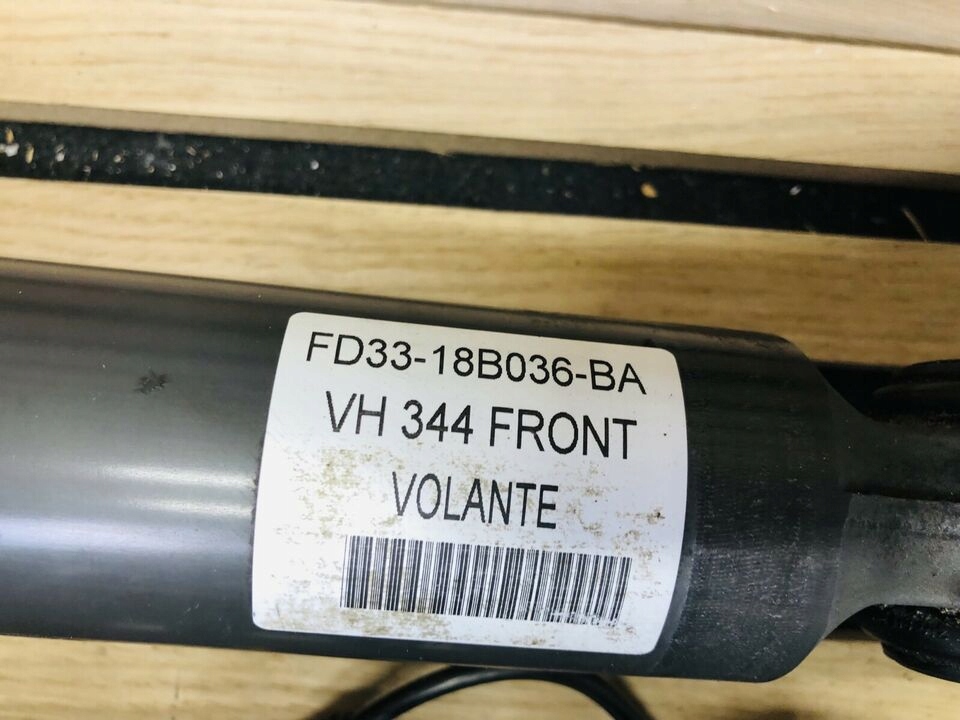 FD33-18B036-BA
VH 344 FRONT
VOLANTE